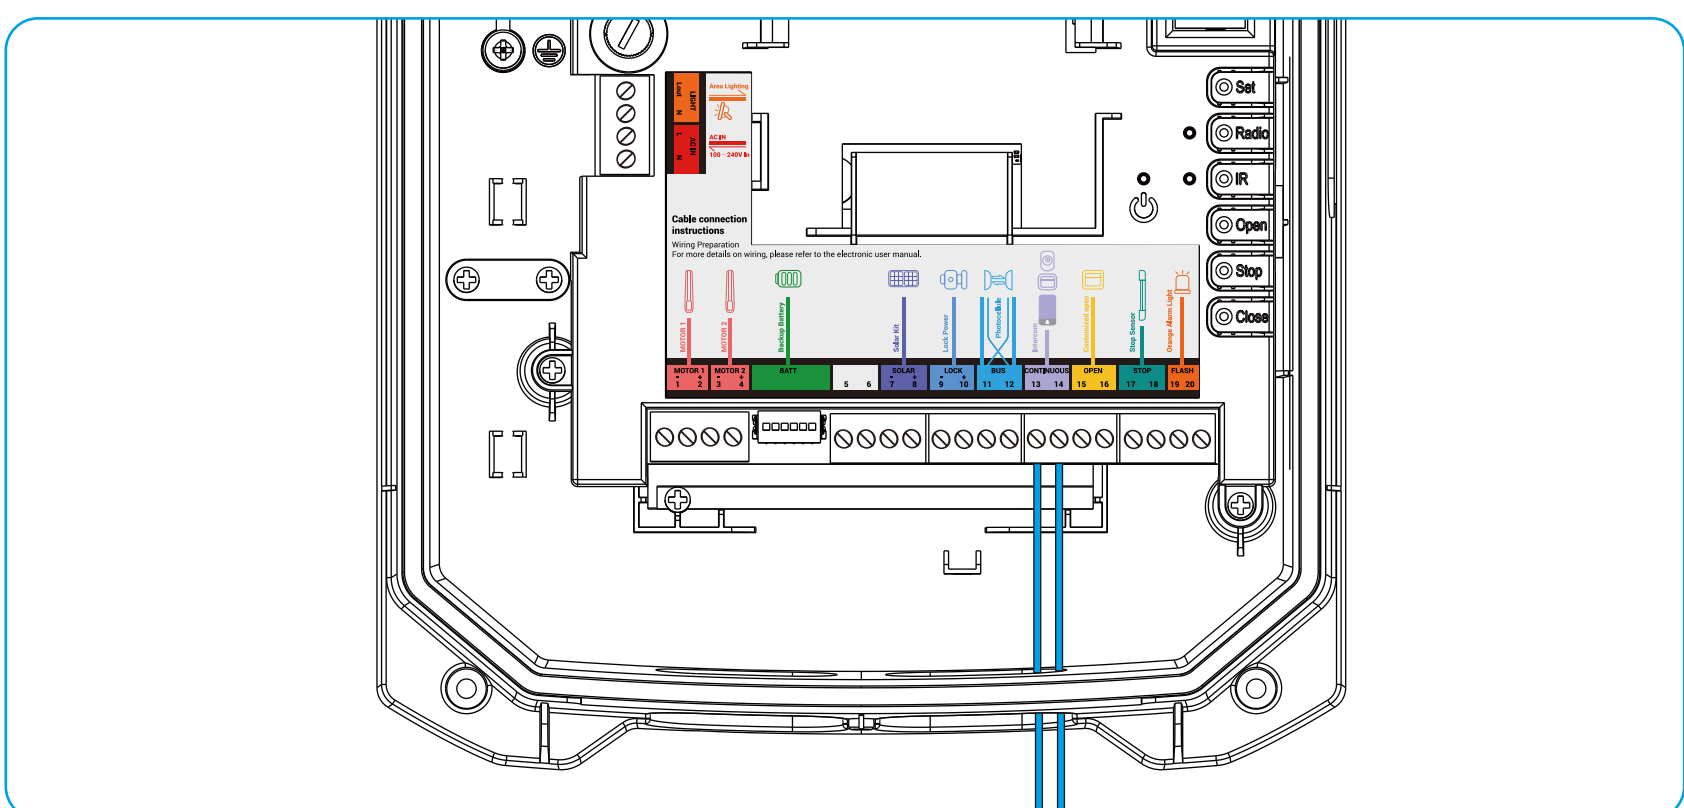 Lout N
LIGHT
Area Lighting
L N
AC IN
AC IN
100~240V In
Set
Radio
IR
Open
Stop
Close
Cable connection
instructions
Wiring Preparation
For more details on wiring, please refer to the electronic user manual.
MOTOR 1
MOTOR 2
Backup Battery
Solar Kit
Lock Power
Photocellule
Intercom
Customized open
Stop Sensor
Orange Alarm Light
MOTOR 1 MOTOR 2 BATT SOLAR LOCK BUS CONTINUOUS OPEN STOP FLASH
- + - + - + - +
1 2 3 4 5 6 7 8 9 10 11 12 13 14 15 16 17 18 19 20